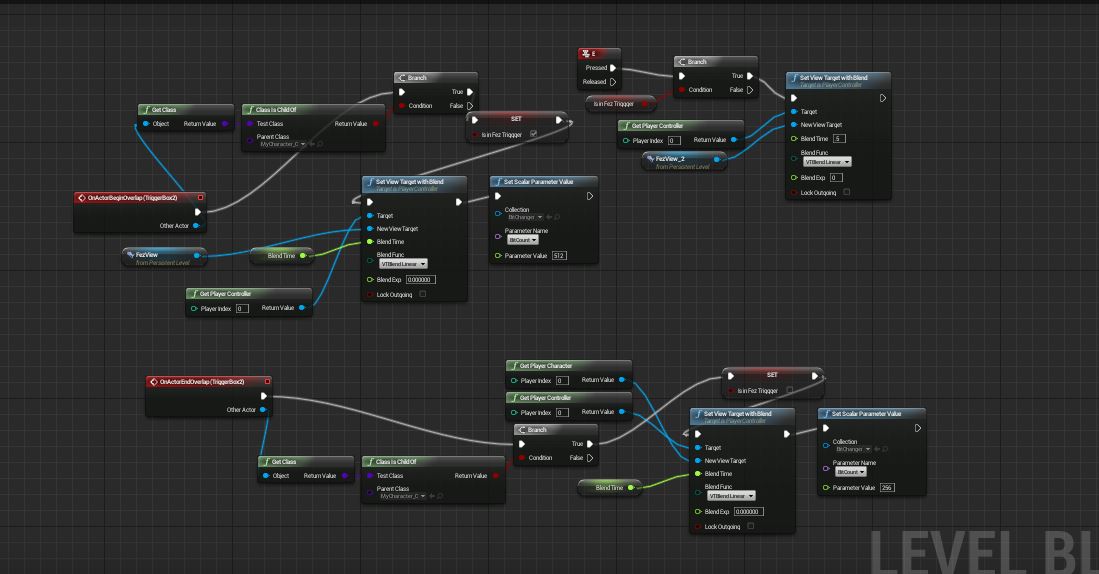 E
Pressed
Released
Branch
True
Condition
False
Is in Fez Triqqer
Set View Target with Blend
Target is Player Controller
Target
New View Target
Blend Time
5
Blend Func
VTBlend Linear
Blend Exp
0
Lock Outgoing
Get Player Controller
Player Index
0
Return Value
FezView_2
from Persistent Level
Branch
True
Condition
False
Get Class
Object
Return Value
Class Is Child Of
Test Class
Return Value
Parent Class
MyCharacter_C
SET
Is in Fez Triqqer
OnActorBeginOverlap (TriggerBox2)
Other Actor
Set View Target with Blend
Target is Player Controller
Target
New View Target
Blend Time
Blend Func
VTBlend Linear
Blend Exp
0.000000
Lock Outgoing
Set Scalar Parameter Value
Collection
BitChanger
Parameter Name
BitCount
Parameter Value
512
FezView
from Persistent Level
Blend Time
Get Player Controller
Player Index
0
Return Value
OnActorEndOverlap (TriggerBox2)
Other Actor
Get Player Character
Player Index
0
Return Value
Get Player Controller
Player Index
0
Return Value
SET
Is in Fez Triqqer
Branch
True
Condition
False
Get Class
Object
Return Value
Class Is Child Of
Test Class
Return Value
Parent Class
MyCharacter_C
Blend Time
Set View Target with Blend
Target is Player Controller
Target
New View Target
Blend Time
Blend Func
VTBlend Linear
Blend Exp
0.000000
Lock Outgoing
Set Scalar Parameter Value
Collection
BitChanger
Parameter Name
BitCount
Parameter Value
256
LEVEL BL